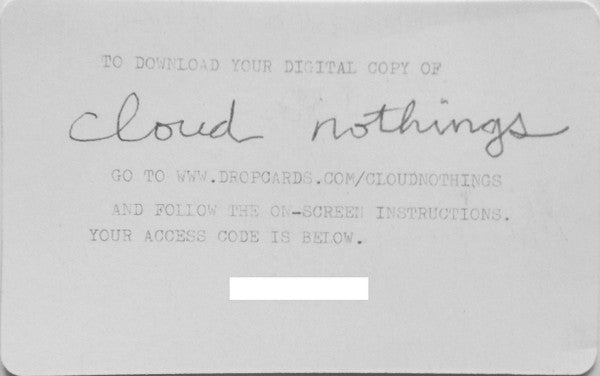 TO DOWNLOAD YOUR DIGITAL COPY OF
cloud nothings
GO TO WWW.DROPCARDS.COM/CLOUDNOTHINGS
AND FOLLOW THE ON-SCREEN INSTRUCTIONS.
YOUR ACCESS CODE IS BELOW.